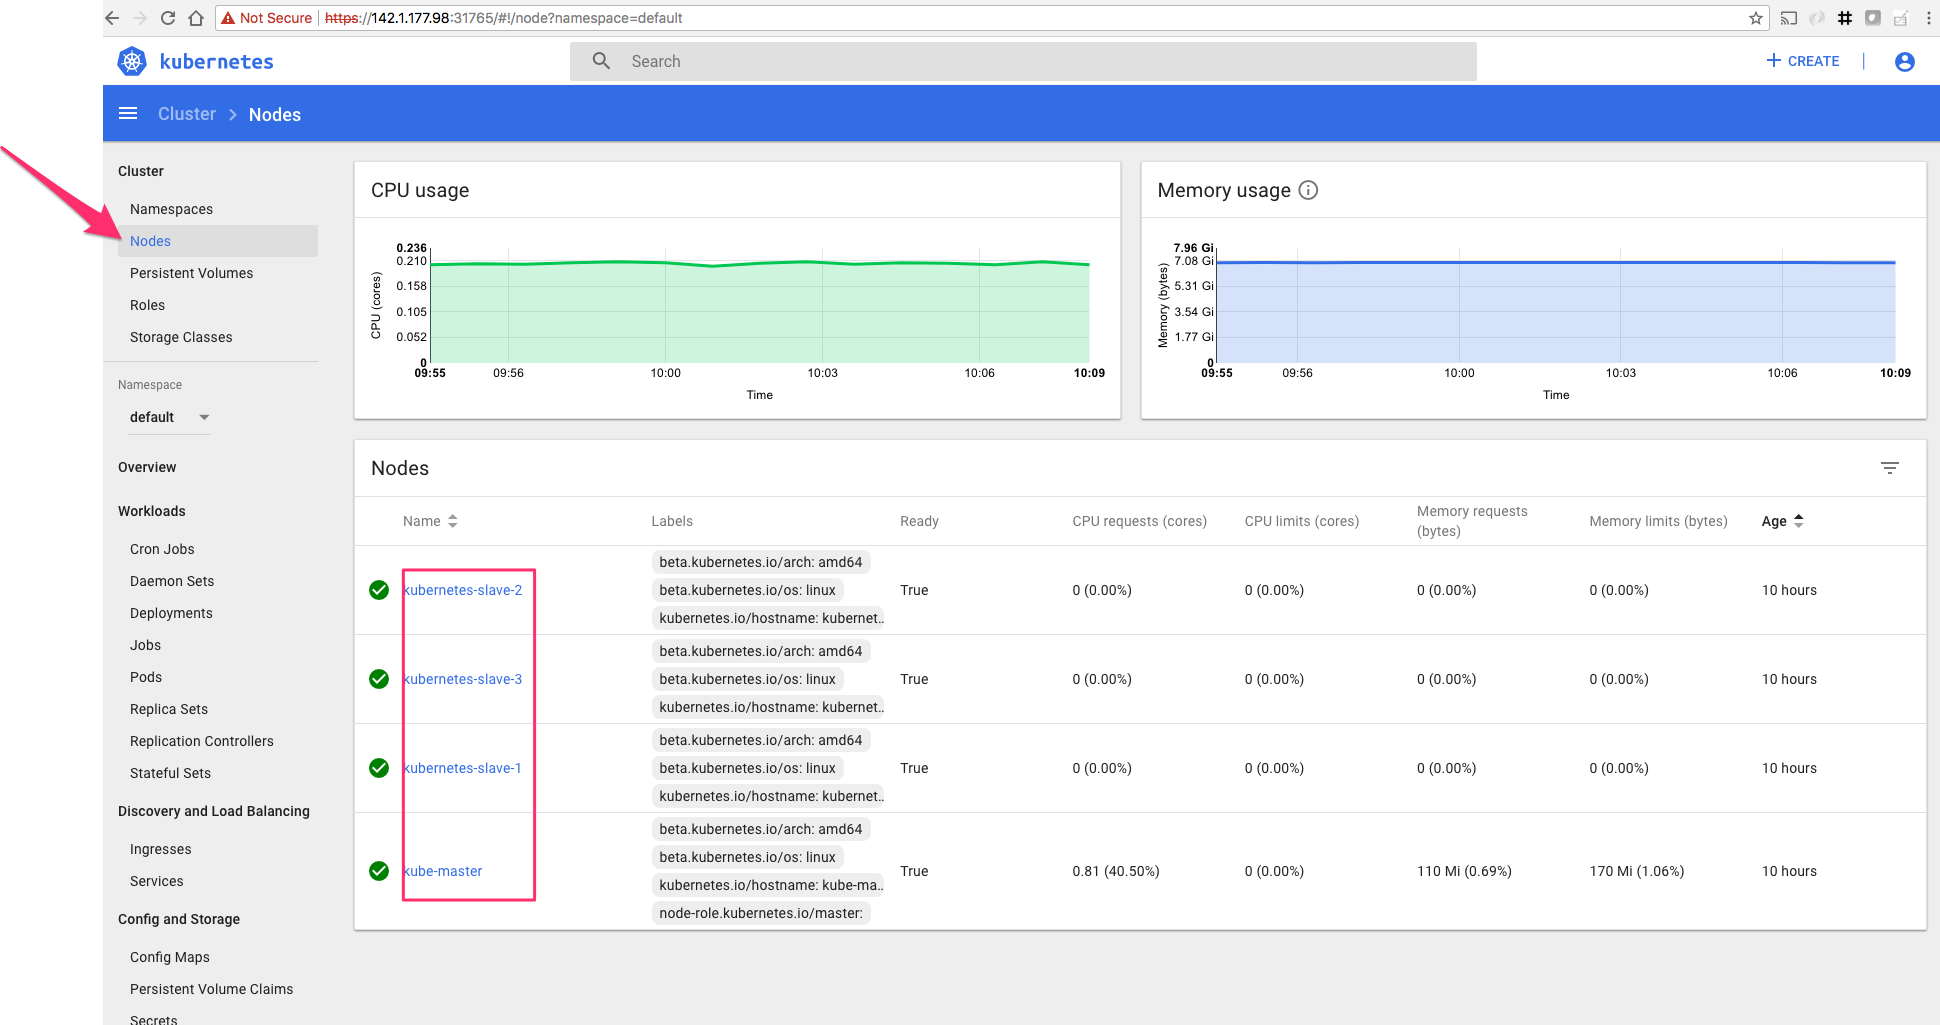 Not Secure https://142.1.177.98:31765/#!/node?namespace=default
kubernetes
Search
+ CREATE
Cluster > Nodes
Cluster
Namespaces
Nodes
Persistent Volumes
Roles
Storage Classes
Namespace
default
Overview
Workloads
Cron Jobs
Daemon Sets
Deployments
Jobs
Pods
Replica Sets
Replication Controllers
Stateful Sets
Discovery and Load Balancing
Ingresses
Services
Config and Storage
Config Maps
Persistent Volume Claims
Secrets
CPU usage
CPU (cores)
0.236
0.210
0.158
0.105
0.052
0
09:55 09:56 10:00 10:03 10:06 10:09
Time
Memory usage
Memory (bytes)
7.96 Gi
7.08 Gi
5.31 Gi
3.54 Gi
1.77 Gi
0
09:55 09:56 10:00 10:03 10:06 10:09
Time
Nodes
Name Labels Ready CPU requests (cores) CPU limits (cores) Memory requests (bytes) Memory limits (bytes) Age
beta.kubernetes.io/arch: amd64
kubernetes-slave-2 beta.kubernetes.io/os: linux True 0 (0.00%) 0 (0.00%) 0 (0.00%) 0 (0.00%) 10 hours
kubernetes.io/hostname: kubernet..
beta.kubernetes.io/arch: amd64
kubernetes-slave-3 beta.kubernetes.io/os: linux True 0 (0.00%) 0 (0.00%) 0 (0.00%) 0 (0.00%) 10 hours
kubernetes.io/hostname: kubernet..
beta.kubernetes.io/arch: amd64
kubernetes-slave-1 beta.kubernetes.io/os: linux True 0 (0.00%) 0 (0.00%) 0 (0.00%) 0 (0.00%) 10 hours
kubernetes.io/hostname: kubernet..
beta.kubernetes.io/arch: amd64
beta.kubernetes.io/os: linux
kube-master True 0.81 (40.50%) 0 (0.00%) 110 Mi (0.69%) 170 Mi (1.06%) 10 hours
kubernetes.io/hostname: kube-ma..
node-role.kubernetes.io/master: